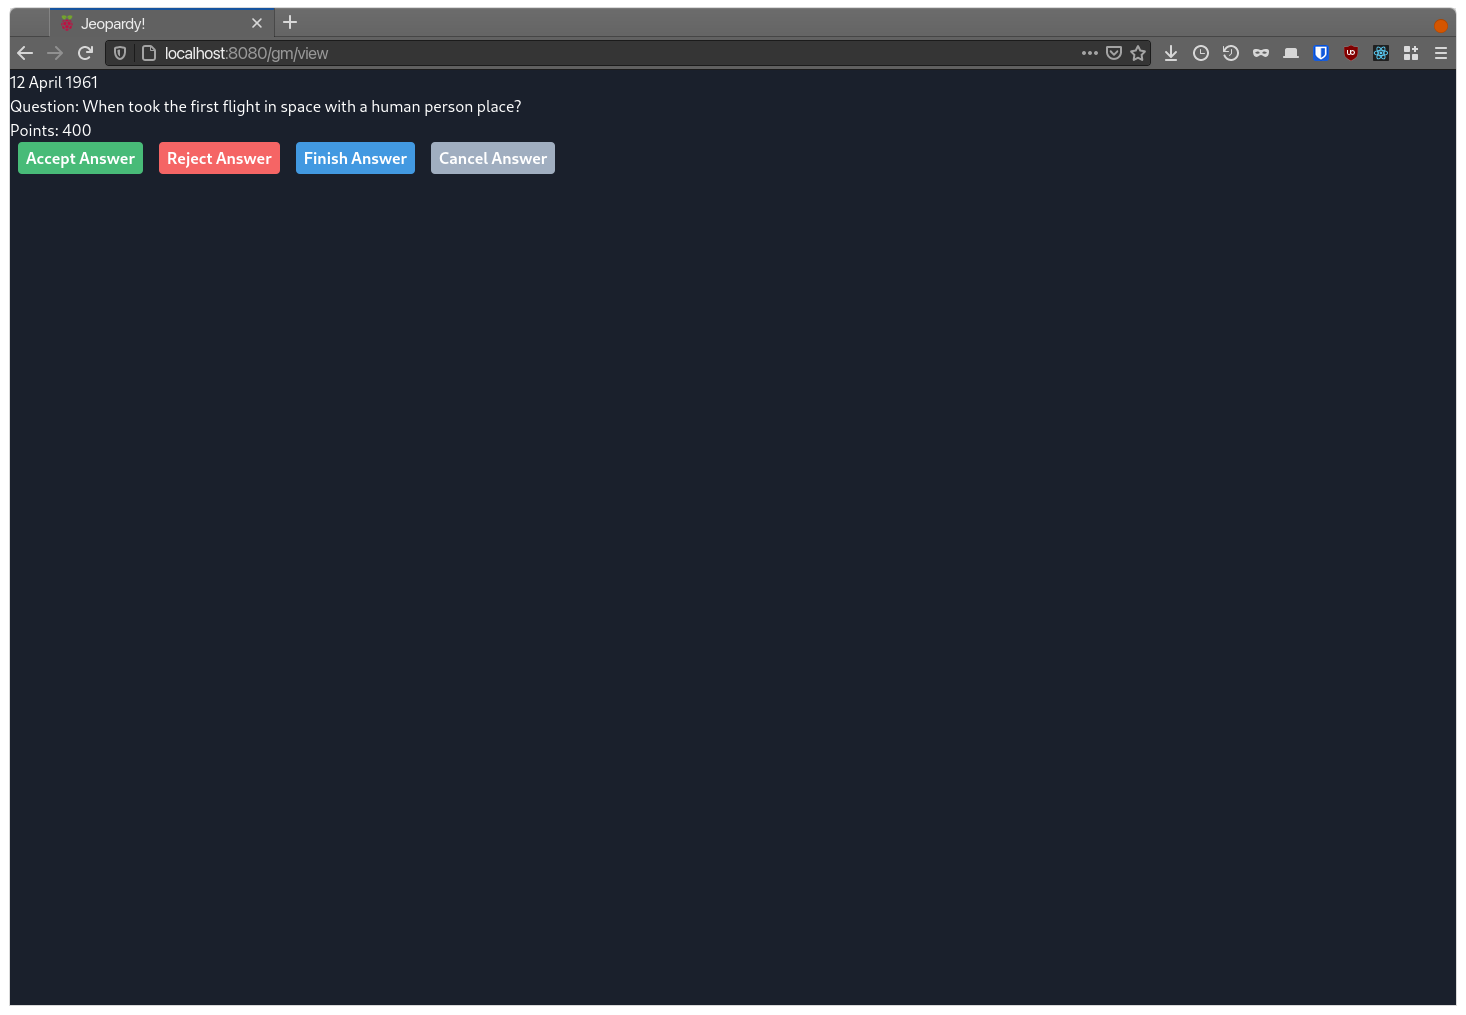 Jeopardy!
localhost:8080/gm/view
12 April 1961
Question: When took the first flight in space with a human person place?
Points: 400
Accept Answer Reject Answer Finish Answer Cancel Answer